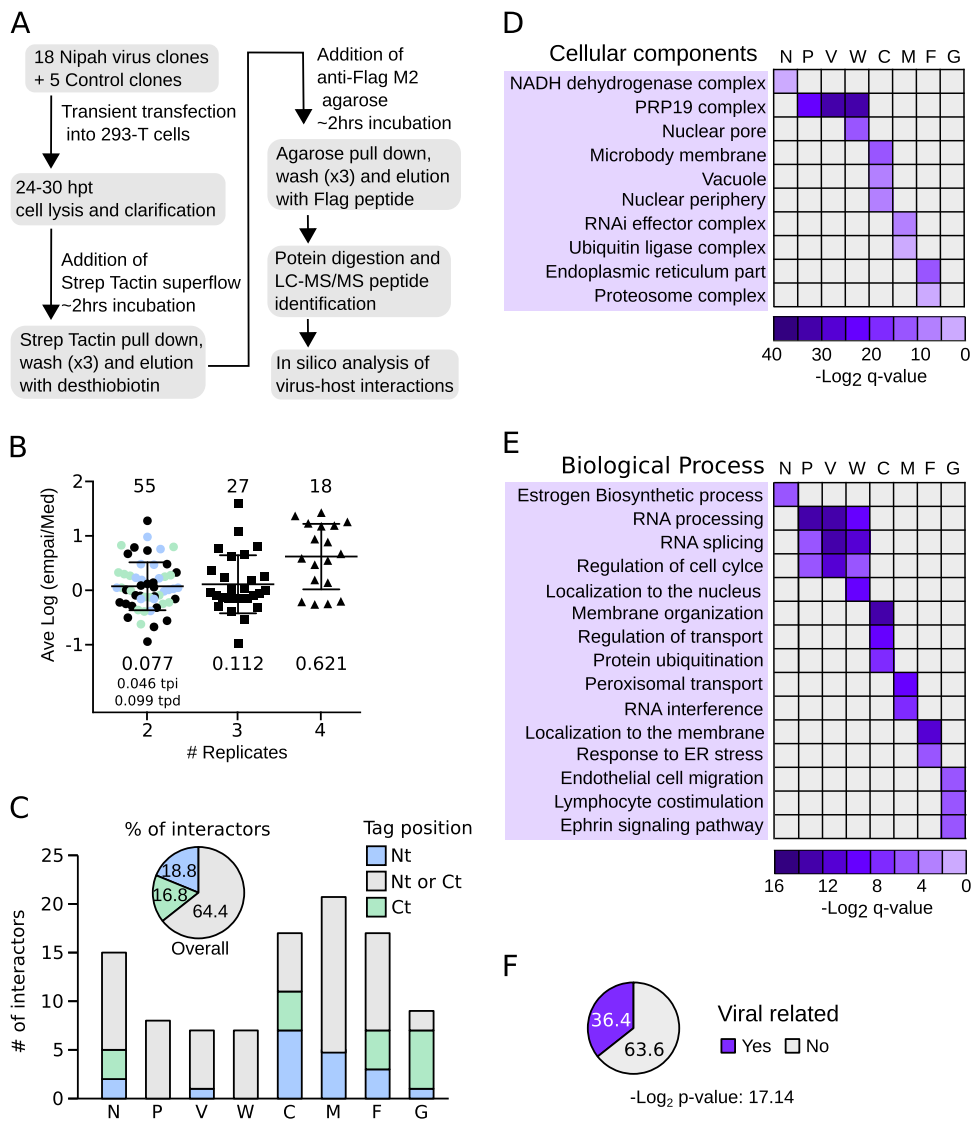 A
18 Nipah virus clones
+ 5 Control clones
Transient transfection
into 293-T cells
24-30 hpt
cell lysis and clarification
Addition of
Strep Tactin superflow
~2hrs incubation
Strep Tactin pull down,
wash (x3) and elution
with desthiobiotin
Addition of
anti-Flag M2
agarose
~2hrs incubation
Agarose pull down,
wash (x3) and elution
with Flag peptide
Potein digestion and
LC-MS/MS peptide
identification
In silico analysis of
virus-host interactions
B
Ave Log (empai/Med)
2
1
0
-1
55
27
18
0.077
0.112
0.621
0.046 tpi
0.099 tpd
2
3
4
# Replicates
C
% of interactors
18.8
16.8
64.4
Overall
Tag position
Nt
Nt or Ct
Ct
# of interactors
25
20
15
10
5
0
N P V W C M F G
D
Cellular components
N P V W C M F G
NADH dehydrogenase complex
PRP19 complex
Nuclear pore
Microbody membrane
Vacuole
Nuclear periphery
RNAi effector complex
Ubiquitin ligase complex
Endoplasmic reticulum part
Proteosome complex
40 30 20 10 0
-Log2 q-value
E
Biological Process
N P V W C M F G
Estrogen Biosynthetic process
RNA processing
RNA splicing
Regulation of cell cylce
Localization to the nucleus
Membrane organization
Regulation of transport
Protein ubiquitination
Peroxisomal transport
RNA interference
Localization to the membrane
Response to ER stress
Endothelial cell migration
Lymphocyte costimulation
Ephrin signaling pathway
16 12 8 4 0
-Log2 q-value
F
36.4
63.6
Viral related
Yes No
-Log2 p-value: 17.14